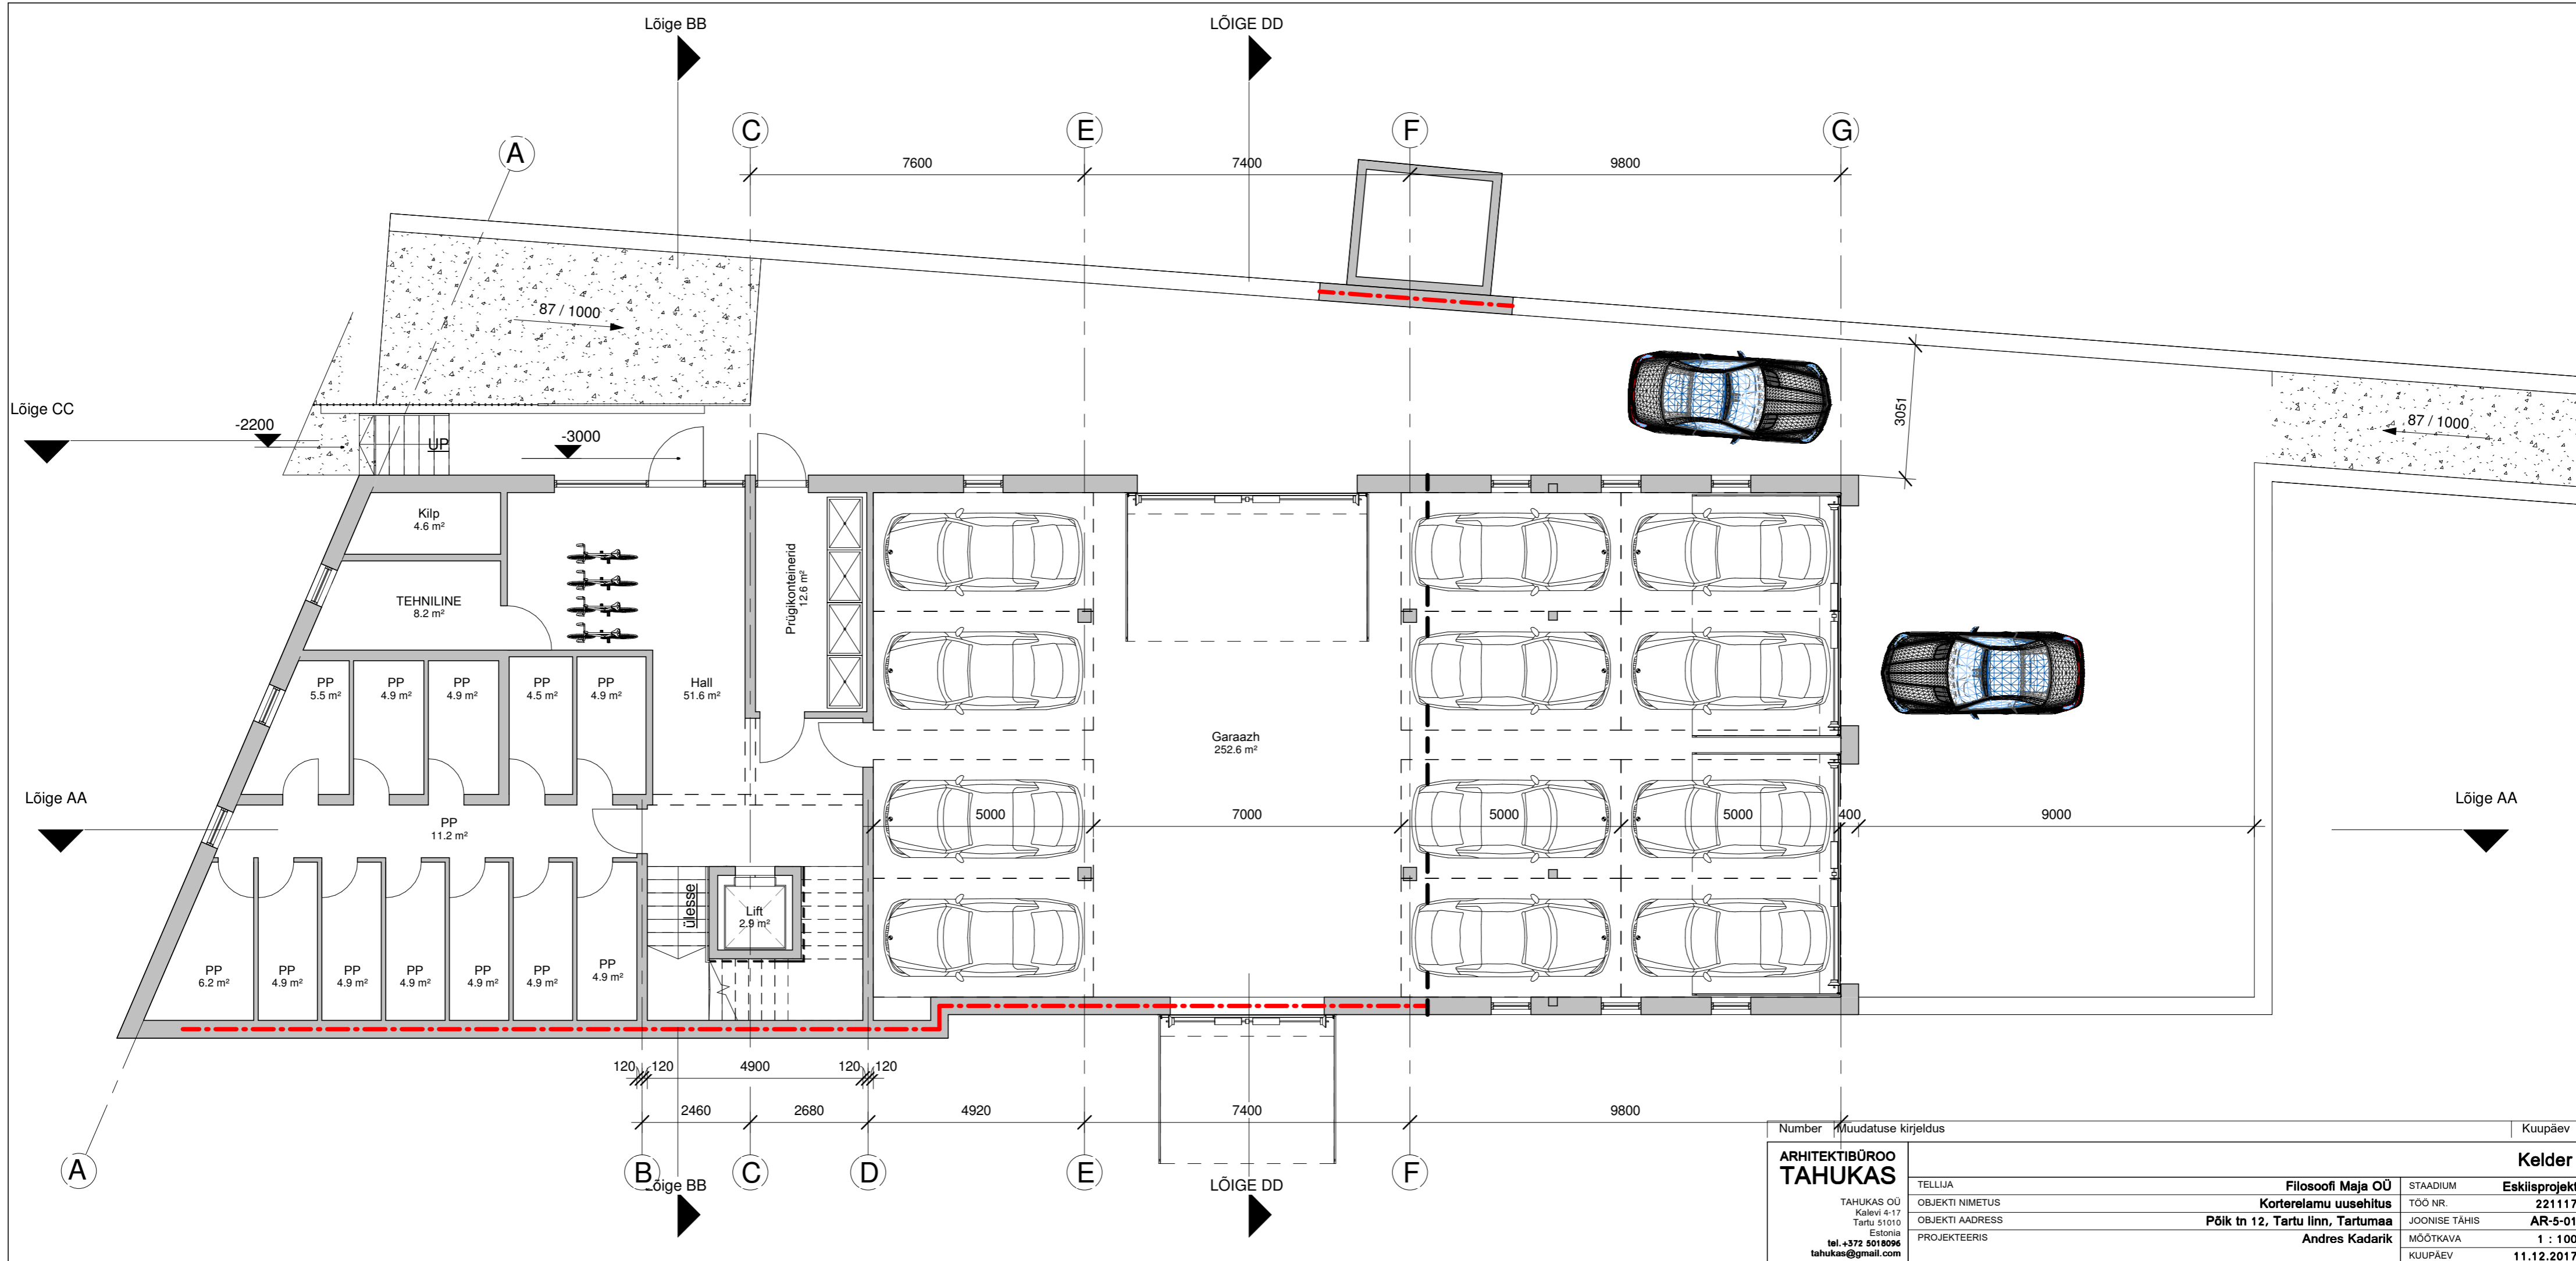 Lõige BB
LÕIGE DD
A
C
E
F
G
7600
7400
9800
87 / 1000
3051
Lõige CC
-2200
UP
-3000
87 / 1000
Kilp
4.6 m²
TEHNILINE
8.2 m²
Prügikonteinerid
12.6 m²
PP
5.5 m²
PP
4.9 m²
PP
4.9 m²
PP
4.5 m²
PP
4.9 m²
Hall
51.6 m²
Garaazh
252.6 m²
Lõige AA
Lõige AA
PP
11.2 m²
5000
7000
5000
5000
400
9000
ülesse
Lift
2.9 m²
PP
6.2 m²
PP
4.9 m²
PP
4.9 m²
PP
4.9 m²
PP
4.9 m²
PP
4.9 m²
PP
4.9 m²
120
120
4900
120
120
2460
2680
4920
7400
9800
A
B
C
D
E
F
Lõige BB
LÕIGE DD
Number
Muudatuse kirjeldus
Kuupäev
ARHITEKTIBÜROO
TAHUKAS
TAHUKAS OÜ
Kalevi 4-17
Tartu 51010
Estonia
tel.+372 5018096
tahukas@gmail.com
Kelder
TELLIJA
Filosoofi Maja OÜ
STAADIUM
Eskiisprojekt
OBJEKTI NIMETUS
Korterelamu uusehitus
TÖÖ NR.
221117
OBJEKTI AADRESS
Põik tn 12, Tartu linn, Tartumaa
JOONISE TÄHIS
AR-5-01
PROJEKTEERIS
Andres Kadarik
MÕÕTKAVA
1 : 100
KUUPÄEV
11.12.2017